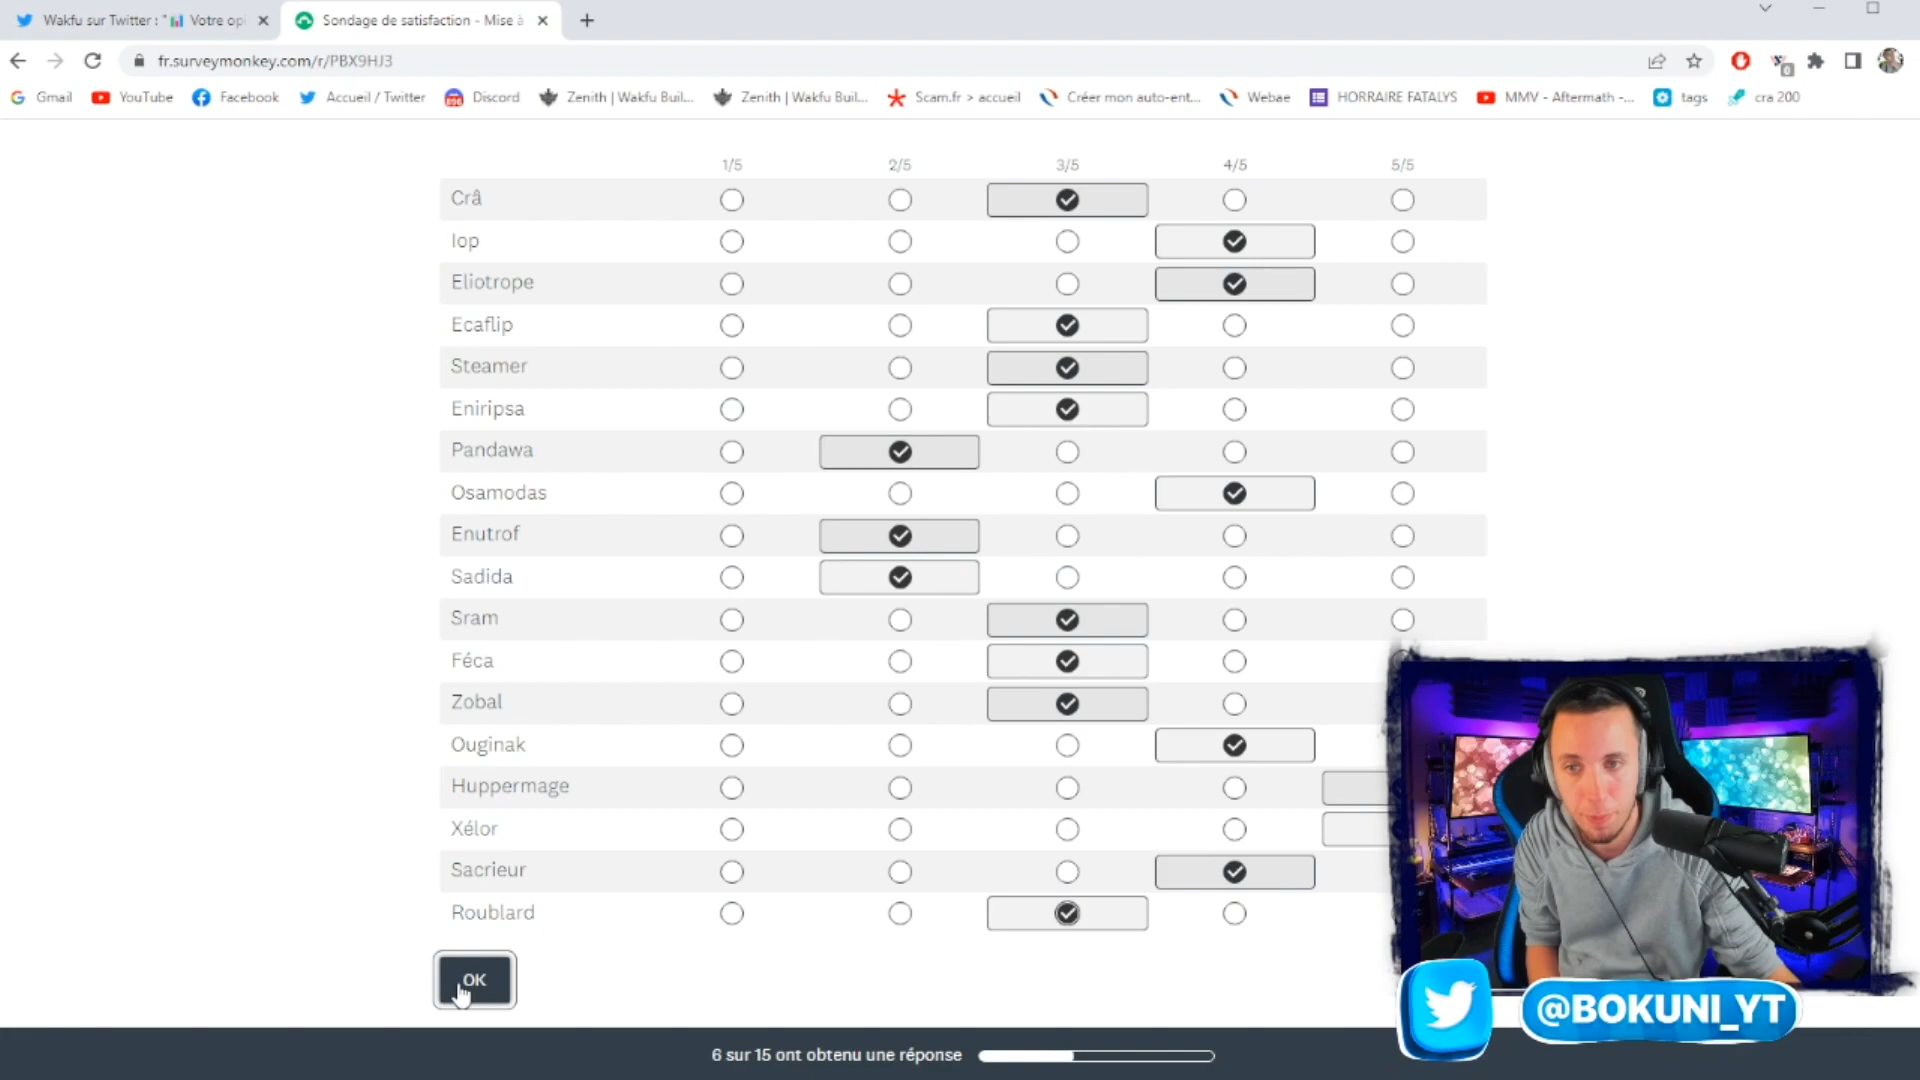 Wakfu sur Twitter : " Votre opi
Sondage de satisfaction - Mise à
fr.surveymonkey.com/r/PBX9HJ3
0
Gmail YouTube Facebook Accueil / Twitter Discord Zenith | Wakfu Buil... Zenith | Wakfu Buil... Scam.fr > accueil Créer mon auto-ent... Webae HORRAIRE FATALYS MMV - Aftermath -... tags cra 200
1/5 2/5 3/5 4/5 5/5
Crâ
Iop
Eliotrope
Ecaflip
Steamer
Eniripsa
Pandawa
Osamodas
Enutrof
Sadida
Sram
Féca
Zobal
Ouginak
Huppermage
Xélor
Sacrieur
Roublard
OK
@BOKUNI_YT
6 sur 15 ont obtenu une réponse